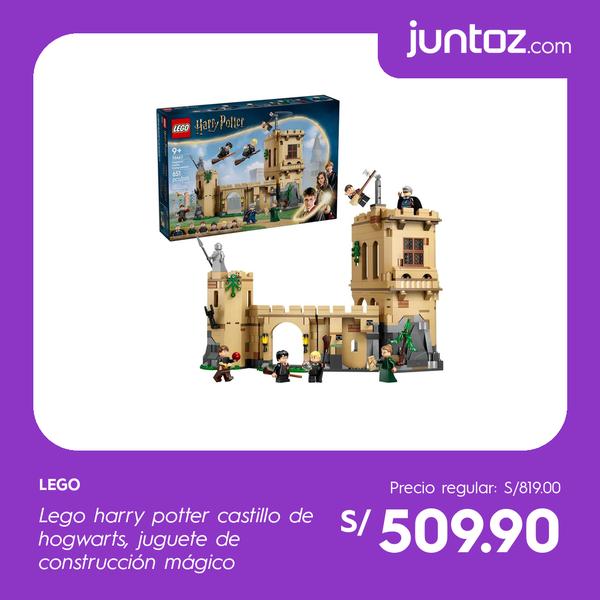 juntoz.com
LEGO
Harry Potter
9+
651
LEGO
Lego harry potter castillo de
hogwarts, juguete de
construcción mágico
Precio regular: S/819.00
S/ 509.90